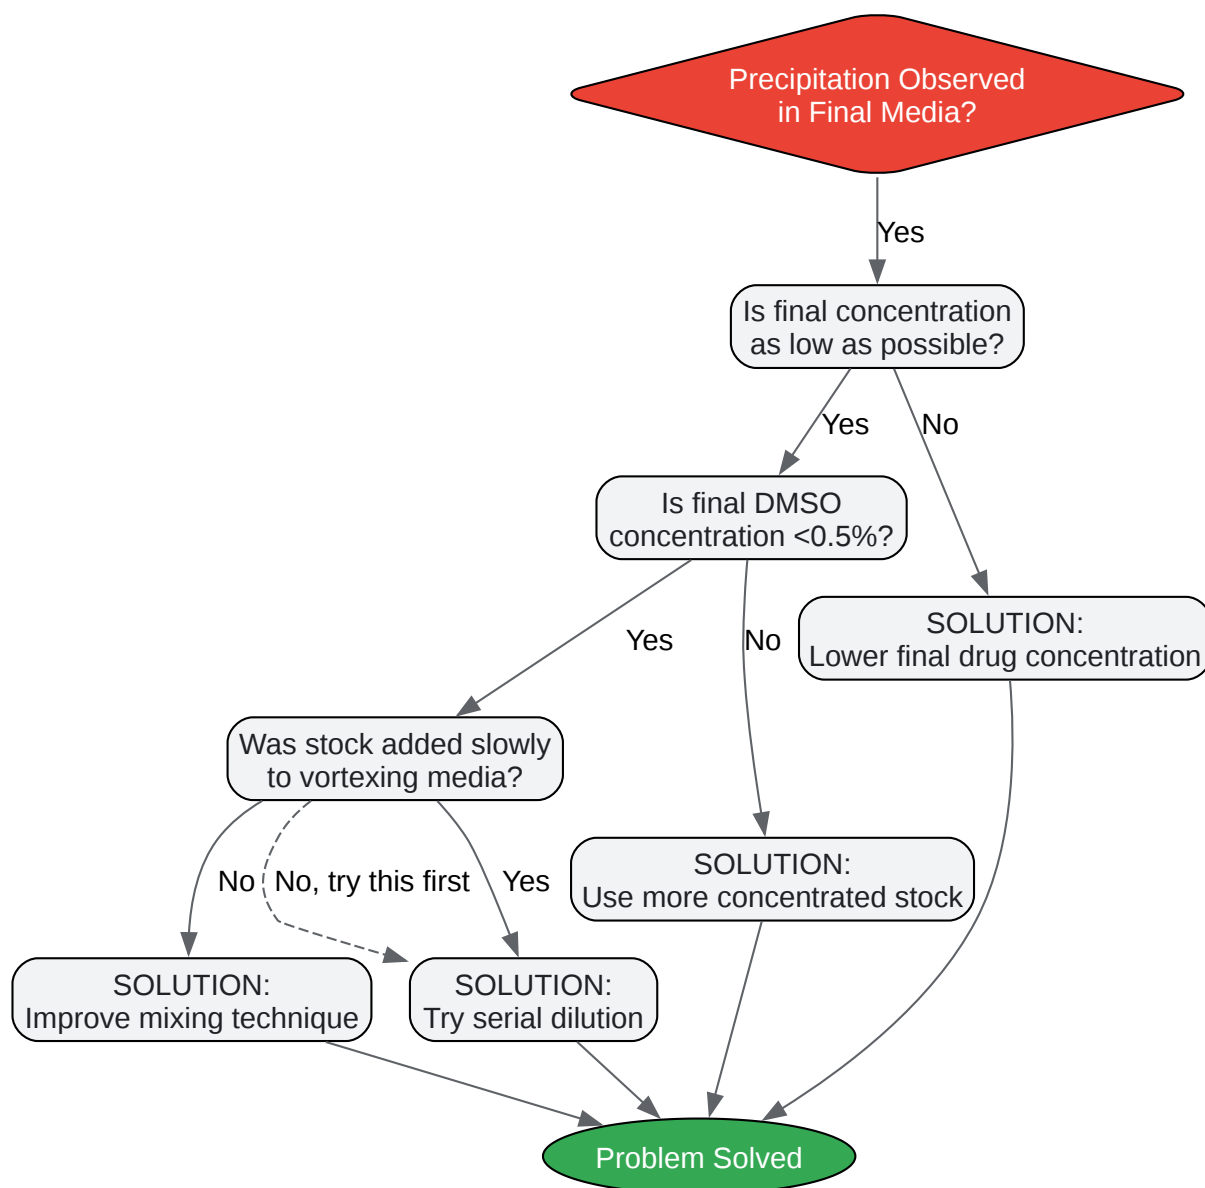 Precipitation Observed
in Final Media?
Yes
Is final concentration
as low as possible?
Yes
No
Is final DMSO
concentration <0.5%?
Yes
No
SOLUTION:
Lower final drug concentration
Was stock added slowly
to vortexing media?
No
No, try this first
Yes
SOLUTION:
Use more concentrated stock
SOLUTION:
Improve mixing technique
SOLUTION:
Try serial dilution
Problem Solved